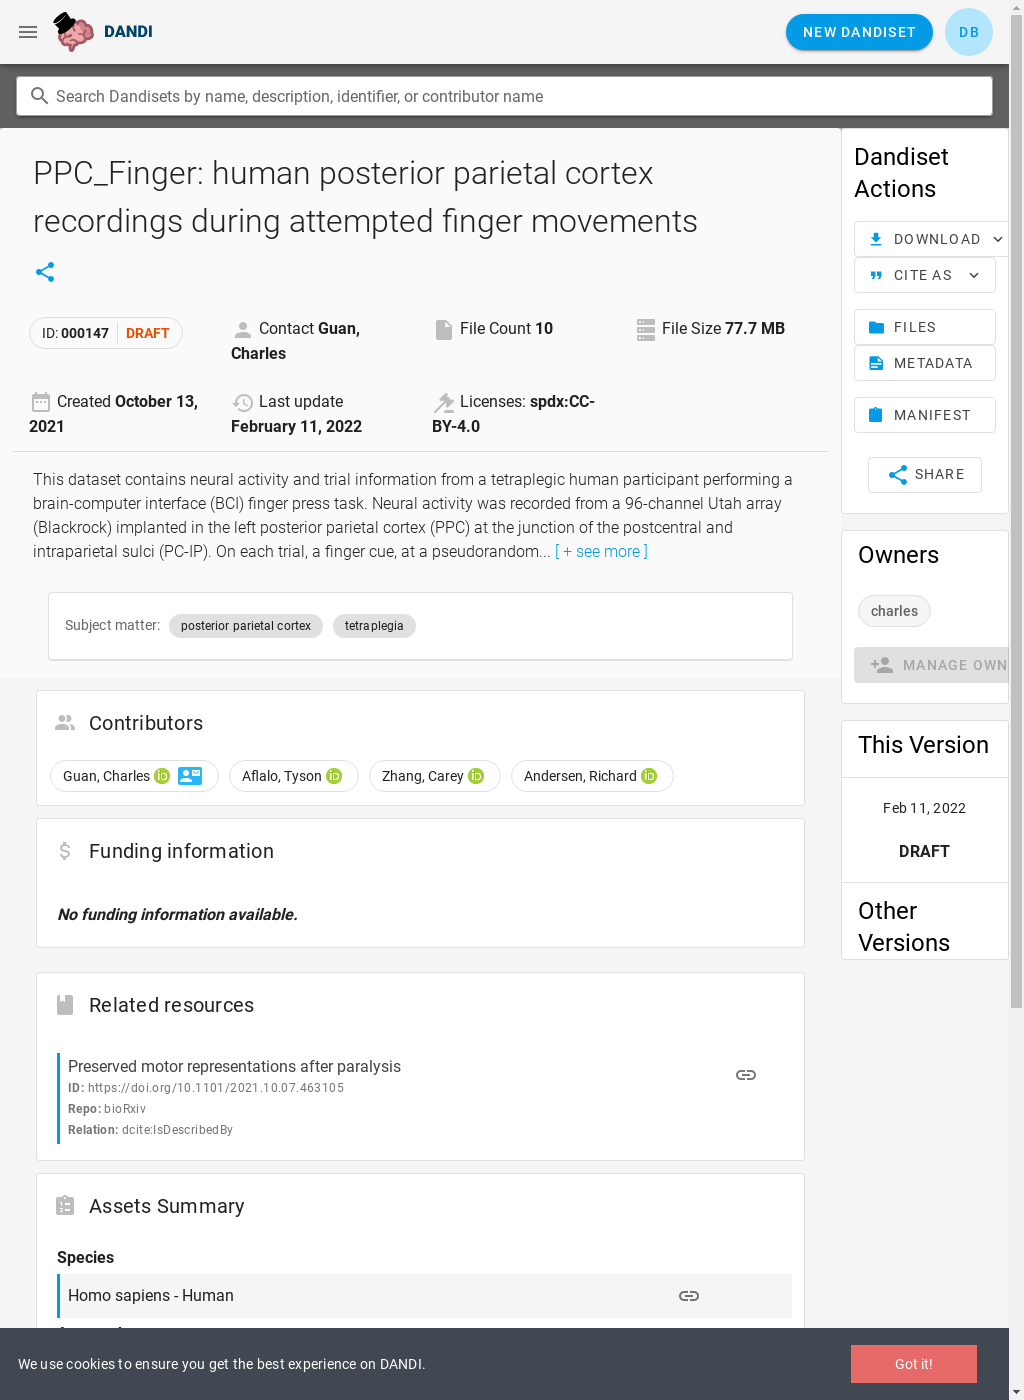 DANDI
NEW DANDISET
DB
Search Dandisets by name, description, identifier, or contributor name
PPC_Finger: human posterior parietal cortex
recordings during attempted finger movements
ID: 000147 DRAFT
Contact Guan,
Charles
File Count 10
File Size 77.7 MB
Created October 13,
2021
Last update
February 11, 2022
Licenses: spdx:CC-
BY-4.0
This dataset contains neural activity and trial information from a tetraplegic human participant performing a
brain-computer interface (BCI) finger press task. Neural activity was recorded from a 96-channel Utah array
(Blackrock) implanted in the left posterior parietal cortex (PPC) at the junction of the postcentral and
intraparietal sulci (PC-IP). On each trial, a finger cue, at a pseudorandom... [ + see more ]
Subject matter: posterior parietal cortex tetraplegia
Contributors
Guan, Charles iD
Aflalo, Tyson iD
Zhang, Carey iD
Andersen, Richard iD
Funding information
No funding information available.
Related resources
Preserved motor representations after paralysis
ID: https://doi.org/10.1101/2021.10.07.463105
Repo: bioRxiv
Relation: dcite:IsDescribedBy
Assets Summary
Species
Homo sapiens - Human
Dandiset
Actions
DOWNLOAD
CITE AS
FILES
METADATA
MANIFEST
SHARE
Owners
charles
MANAGE OWN
This Version
Feb 11, 2022
DRAFT
Other
Versions
We use cookies to ensure you get the best experience on DANDI.
Got it!